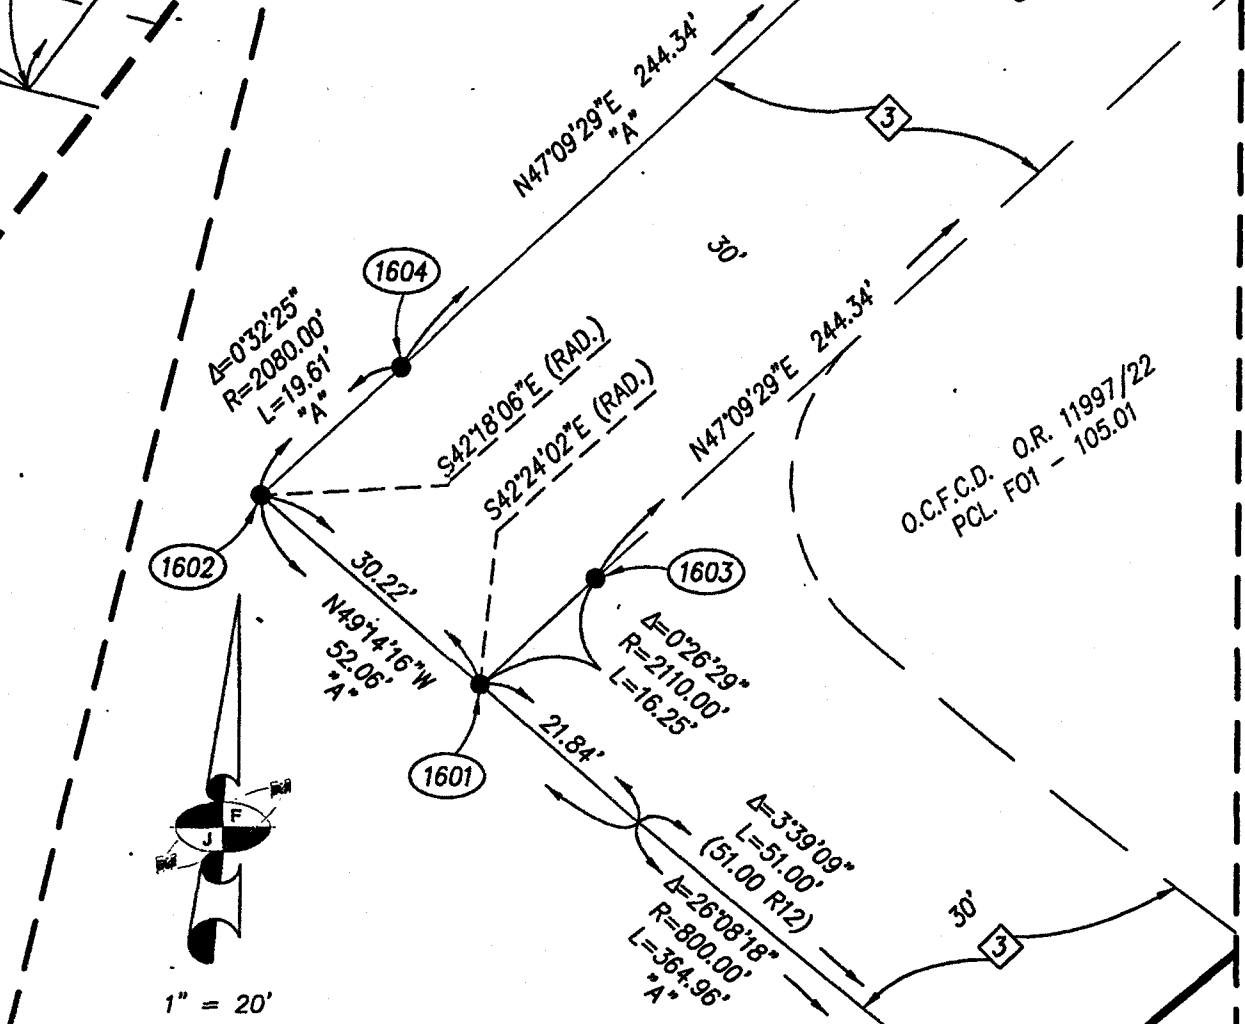 N47°09'29"E 244.34'
"A"
3
30'
1604
Δ=0°32'25"
R=2080.00'
L=19.61'
"A"
S42°18'06"E (RAD.)
S42°24'02"E (RAD.)
N47°09'29"E 244.34'
O.C.F.C.D. O.R. 11997/22
PCL. F01 - 105.01
1602
30.22'
N49°14'16"W
52.06'
"A"
1603
Δ=0°26'29"
R=2110.00'
L=16.25'
1601
21.84'
Δ=3°39'09"
L=51.00'
(51.00 R12)
Δ=26°08'18"
R=800.00'
L=364.96'
"A"
30'
3
F
J
1" = 20'